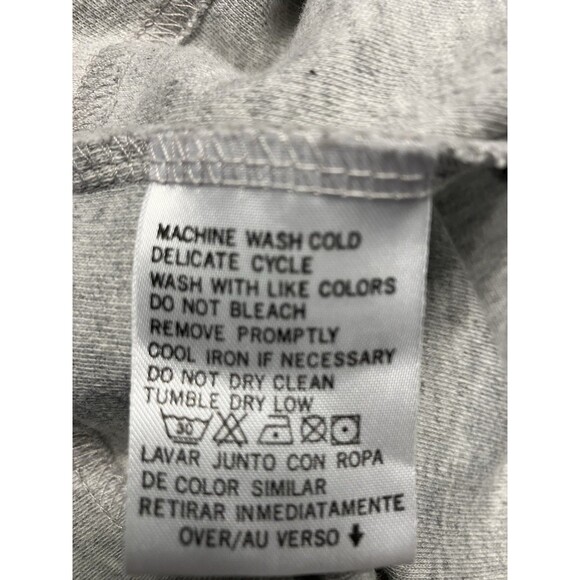 MACHINE WASH COLD
DELICATE CYCLE
WASH WITH LIKE COLORS
DO NOT BLEACH
REMOVE PROMPTLY
COOL IRON IF NECESSARY
DO NOT DRY CLEAN
TUMBLE DRY LOW
30
LAVAR JUNTO CON ROPA
DE COLOR SIMILAR
RETIRAR INMEDIATAMENTE
OVER/AU VERSO